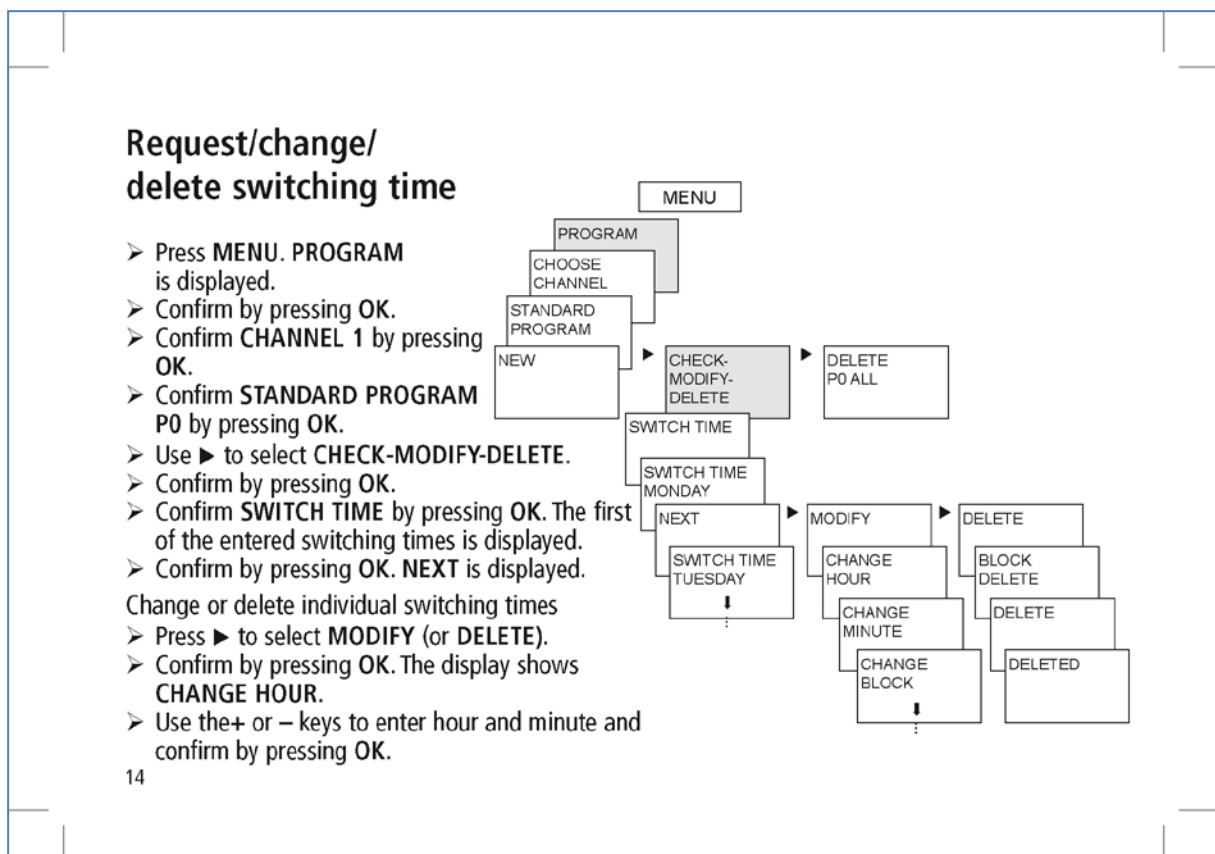 Request/change/
delete switching time
➢ Press MENU. PROGRAM
is displayed.
➢ Confirm by pressing OK.
➢ Confirm CHANNEL 1 by pressing
OK.
➢ Confirm STANDARD PROGRAM
P0 by pressing OK.
➢ Use ► to select CHECK-MODIFY-DELETE.
➢ Confirm by pressing OK.
➢ Confirm SWITCH TIME by pressing OK. The first
of the entered switching times is displayed.
➢ Confirm by pressing OK. NEXT is displayed.
Change or delete individual switching times
➢ Press ► to select MODIFY (or DELETE).
➢ Confirm by pressing OK. The display shows
CHANGE HOUR.
➢ Use the+ or – keys to enter hour and minute and
confirm by pressing OK.
14
MENU
PROGRAM
CHOOSE
CHANNEL
STANDARD
PROGRAM
NEW
►
CHECK-
MODIFY-
DELETE
►
DELETE
P0 ALL
SWITCH TIME
SWITCH TIME
MONDAY
NEXT
SWITCH TIME
TUESDAY
►
MODIFY
CHANGE
HOUR
CHANGE
MINUTE
CHANGE
BLOCK
►
DELETE
BLOCK
DELETE
DELETE
DELETED